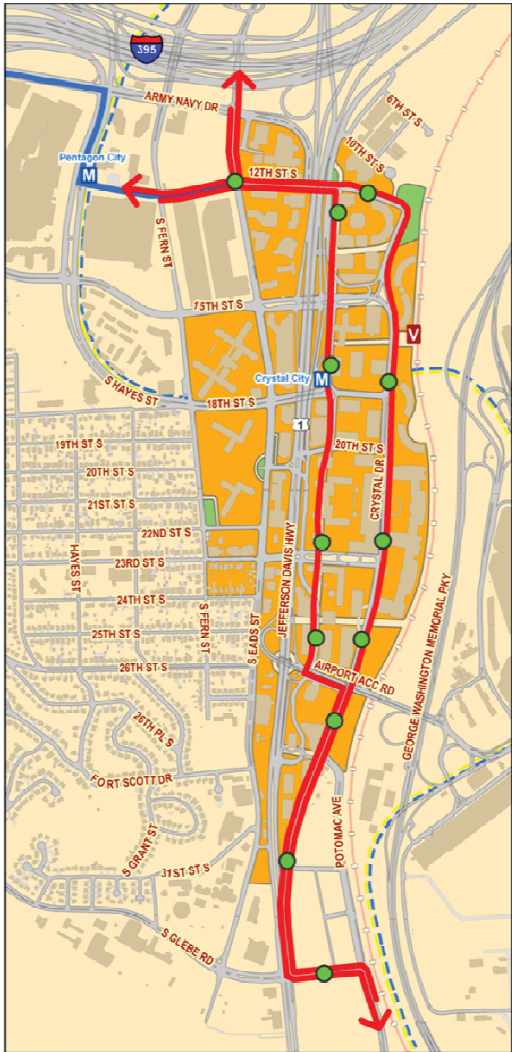 395
ARMY NAVY DR
6TH ST S
10TH ST S
Pentagon City
M
12TH ST S
S FERN ST.
15TH ST S
V
Crystal City
M
S HAYES ST
18TH ST S
1
19TH ST S
20TH ST S
20TH ST S
CRYSTAL DR
21ST ST S
22ND ST S
JEFFERSON DAVIS HWY
HAYES ST
23RD ST S
24TH ST S
S FERN ST
25TH ST S
S EADS ST
26TH ST S
AIRPORT ACC RD
GEORGE WASHINGTON MEMORIAL PKY
26TH PL S
FORT SCOTT DR
POTOMAC AVE
S GRANT ST
31ST ST S
S GLEBE RD